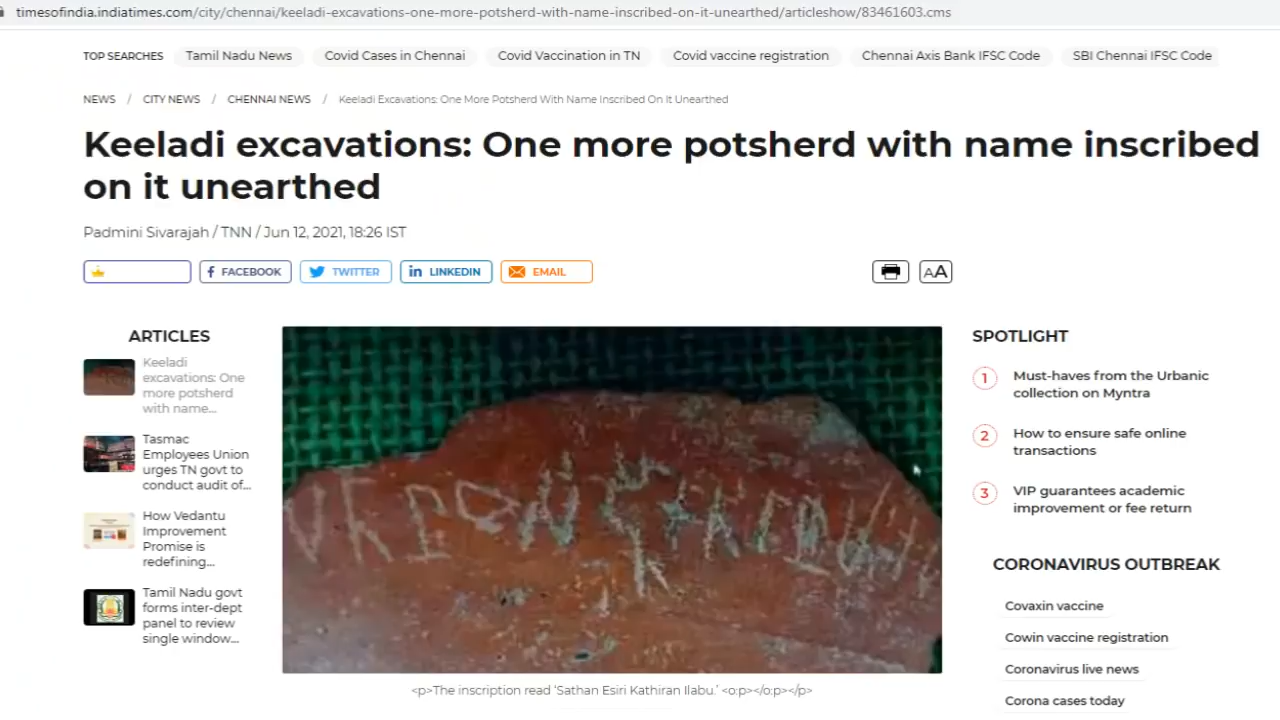 timesofindia.indiatimes.com/city/chennai/keeladi-excavations-one-more-potsherd-with-name-inscribed-on-it-unearthed/articleshow/83461603.cms
TOP SEARCHES Tamil Nadu News Covid Cases in Chennai Covid Vaccination in TN Covid vaccine registration Chennai Axis Bank IFSC Code SBI Chennai IFSC Code
NEWS / CITY NEWS / CHENNAI NEWS / Keeladi Excavations: One More Potsherd With Name Inscribed On It Unearthed
Keeladi excavations: One more potsherd with name inscribed
on it unearthed
Padmini Sivarajah / TNN / Jun 12, 2021, 18:26 IST
FACEBOOK TWITTER LINKEDIN EMAIL AA
ARTICLES
Keeladi
excavations: One
more potsherd
with name...
Tasmac
Employees Union
urges TN govt to
conduct audit of...
How Vedantu
Improvement
Promise is
redefining...
Tamil Nadu govt
forms inter-dept
panel to review
single window...
<p>The inscription read ‘Sathan Esiri Kathiran Ilabu.’ <o:p></o:p></p>
SPOTLIGHT
1 Must-haves from the Urbanic
collection on Myntra
2 How to ensure safe online
transactions
3 VIP guarantees academic
improvement or fee return
CORONAVIRUS OUTBREAK
Covaxin vaccine
Cowin vaccine registration
Coronavirus live news
Corona cases today